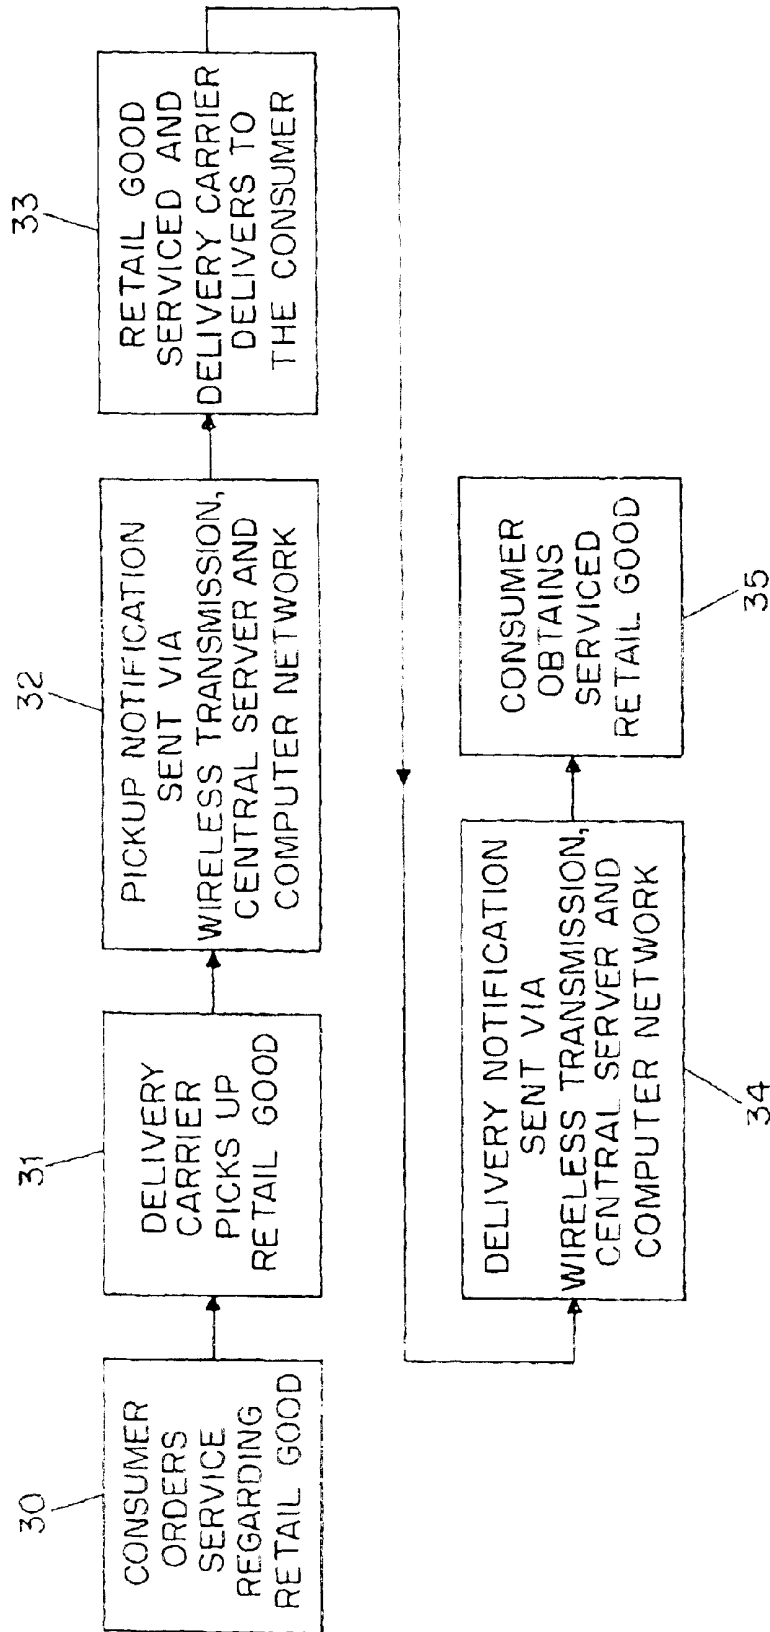 30
CONSUMER
ORDERS
SERVICE
REGARDING
RETAIL GOOD
31
DELIVERY
CARRIER
PICKS UP
RETAIL GOOD
32
PICKUP NOTIFICATION
SENT VIA
WIRELESS TRANSMISSION,
CENTRAL SERVER AND
COMPUTER NETWORK
33
RETAIL GOOD
SERVICED AND
DELIVERY CARRIER
DELIVERS TO
THE CONSUMER
DELIVERY NOTIFICATION
SENT VIA
WIRELESS TRANSMISSION,
CENTRAL SERVER AND
COMPUTER NETWORK
34
CONSUMER
OBTAINS
SERVICED
RETAIL GOOD
35